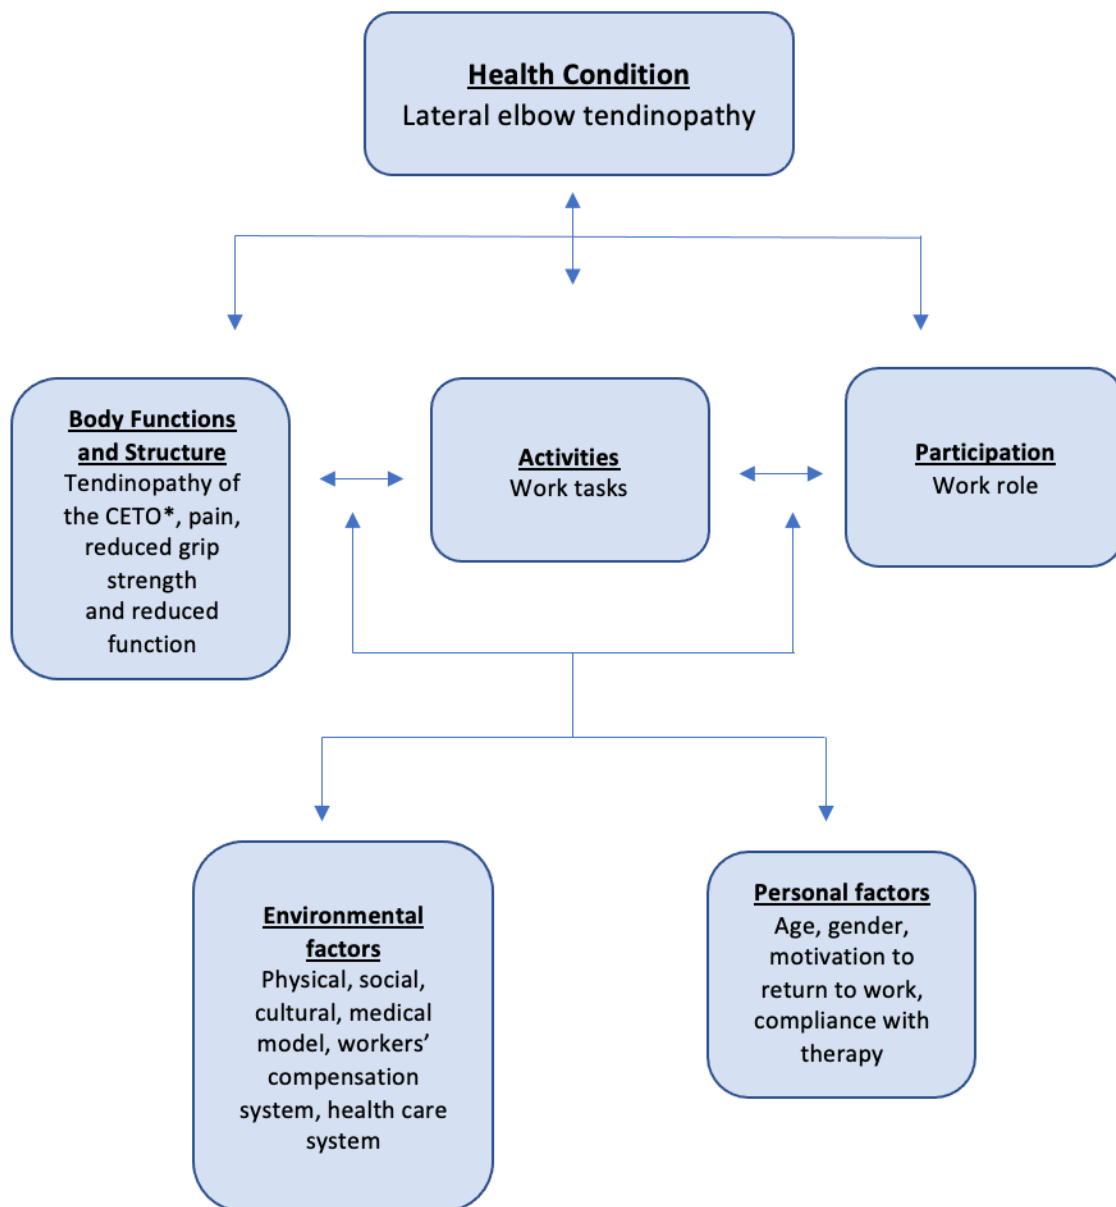 Health Condition
Lateral elbow tendinopathy
Body Functions
and Structure
Tendinopathy of
the CETO*, pain,
reduced grip
strength
and reduced
function
Activities
Work tasks
Participation
Work role
Environmental
factors
Physical, social,
cultural, medical
model, workers’
compensation
system, health care
system
Personal factors
Age, gender,
motivation to
return to work,
compliance with
therapy